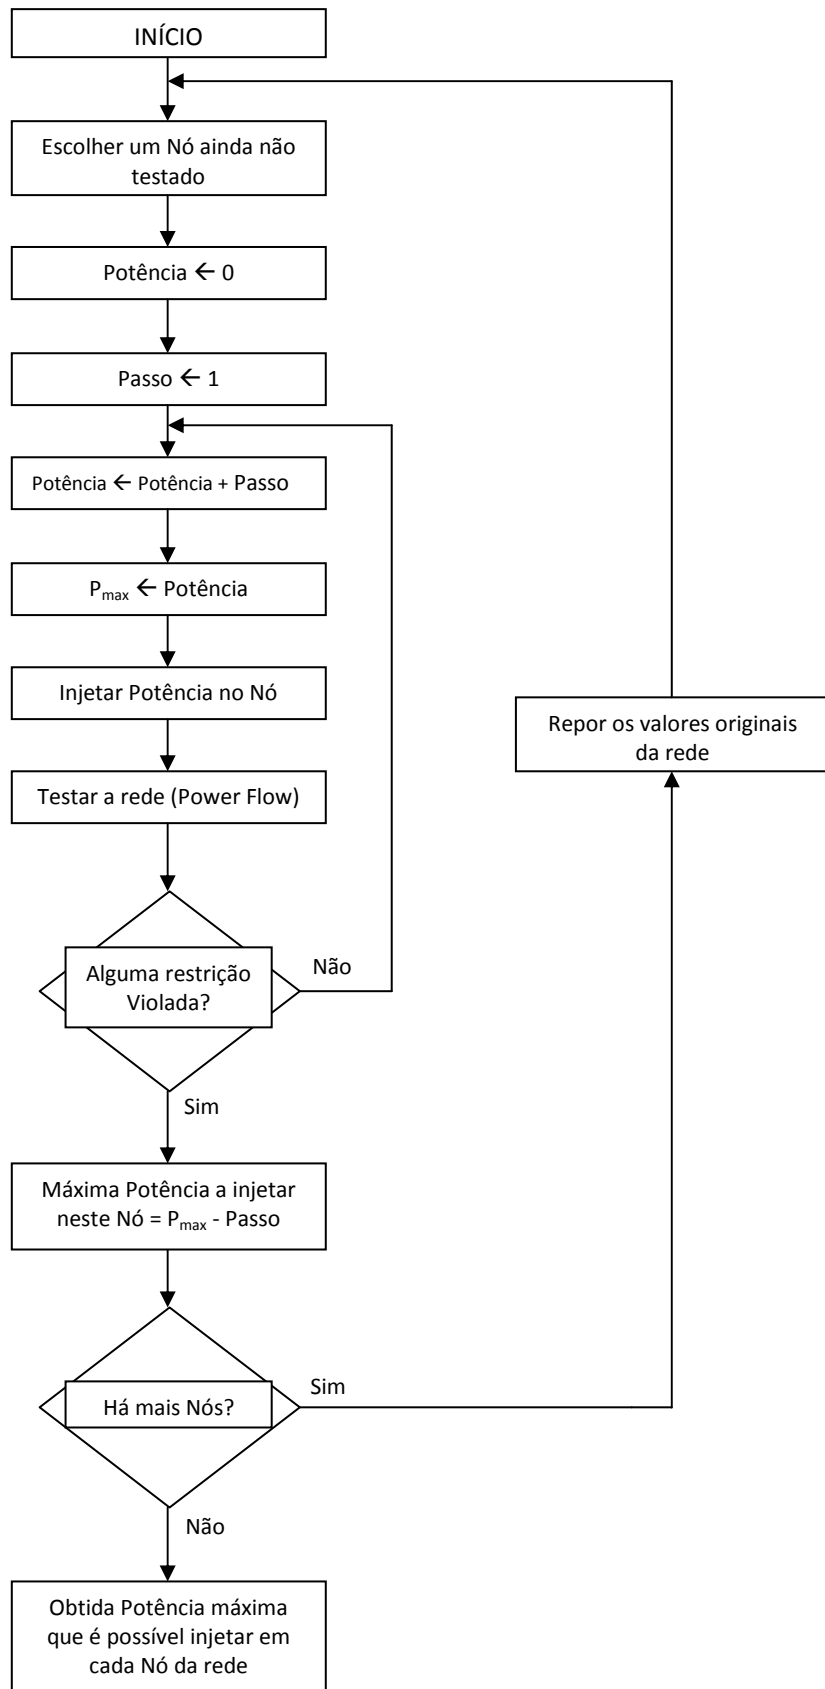 INÍCIO
Escolher um Nó ainda não
testado
Potência ← 0
Passo ← 1
Potência ← Potência + Passo
Pmax ← Potência
Injetar Potência no Nó
Testar a rede (Power Flow)
Repor os valores originais
da rede
Alguma restrição
Violada?
Não
Sim
Máxima Potência a injetar
neste Nó = Pmax - Passo
Há mais Nós?
Sim
Não
Obtida Potência máxima
que é possível injetar em
cada Nó da rede